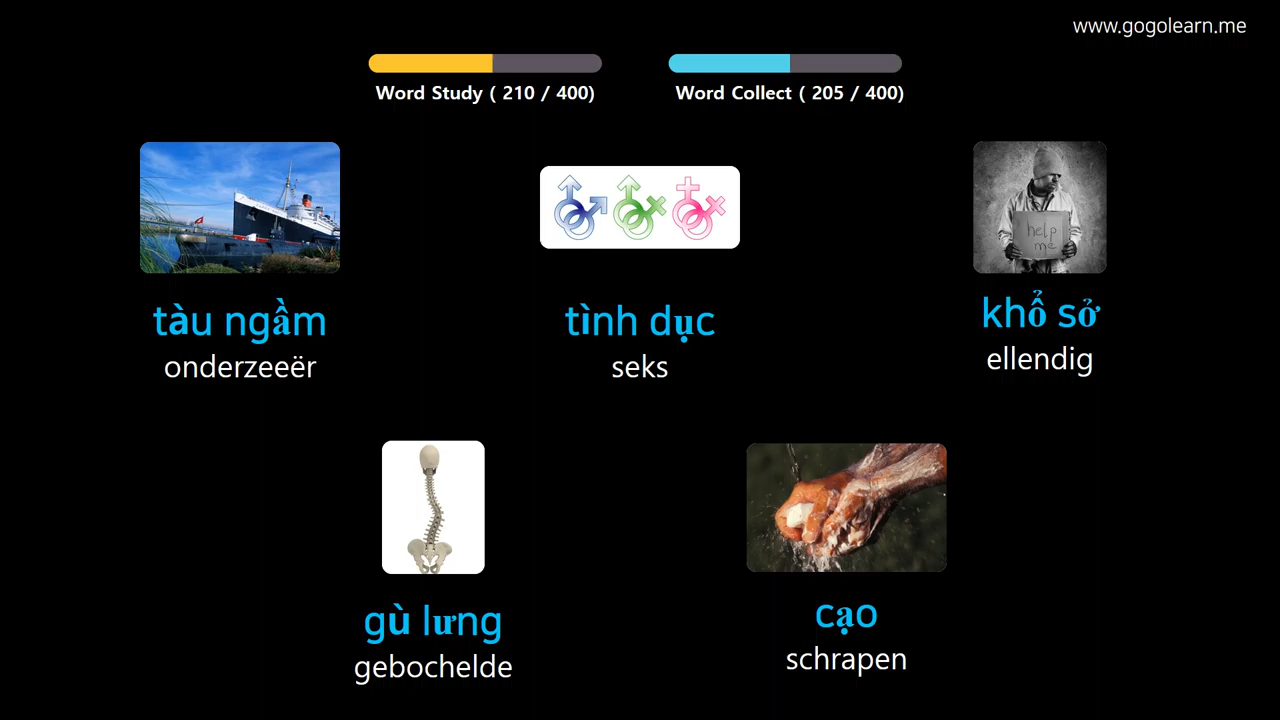 www.gogolearn.me
Word Study ( 210 / 400)
Word Collect ( 205 / 400)
help
me
tàu ngầm
onderzeeër
tình dục
seks
khổ sở
ellendig
gù lưng
gebochelde
cạo
schrapen